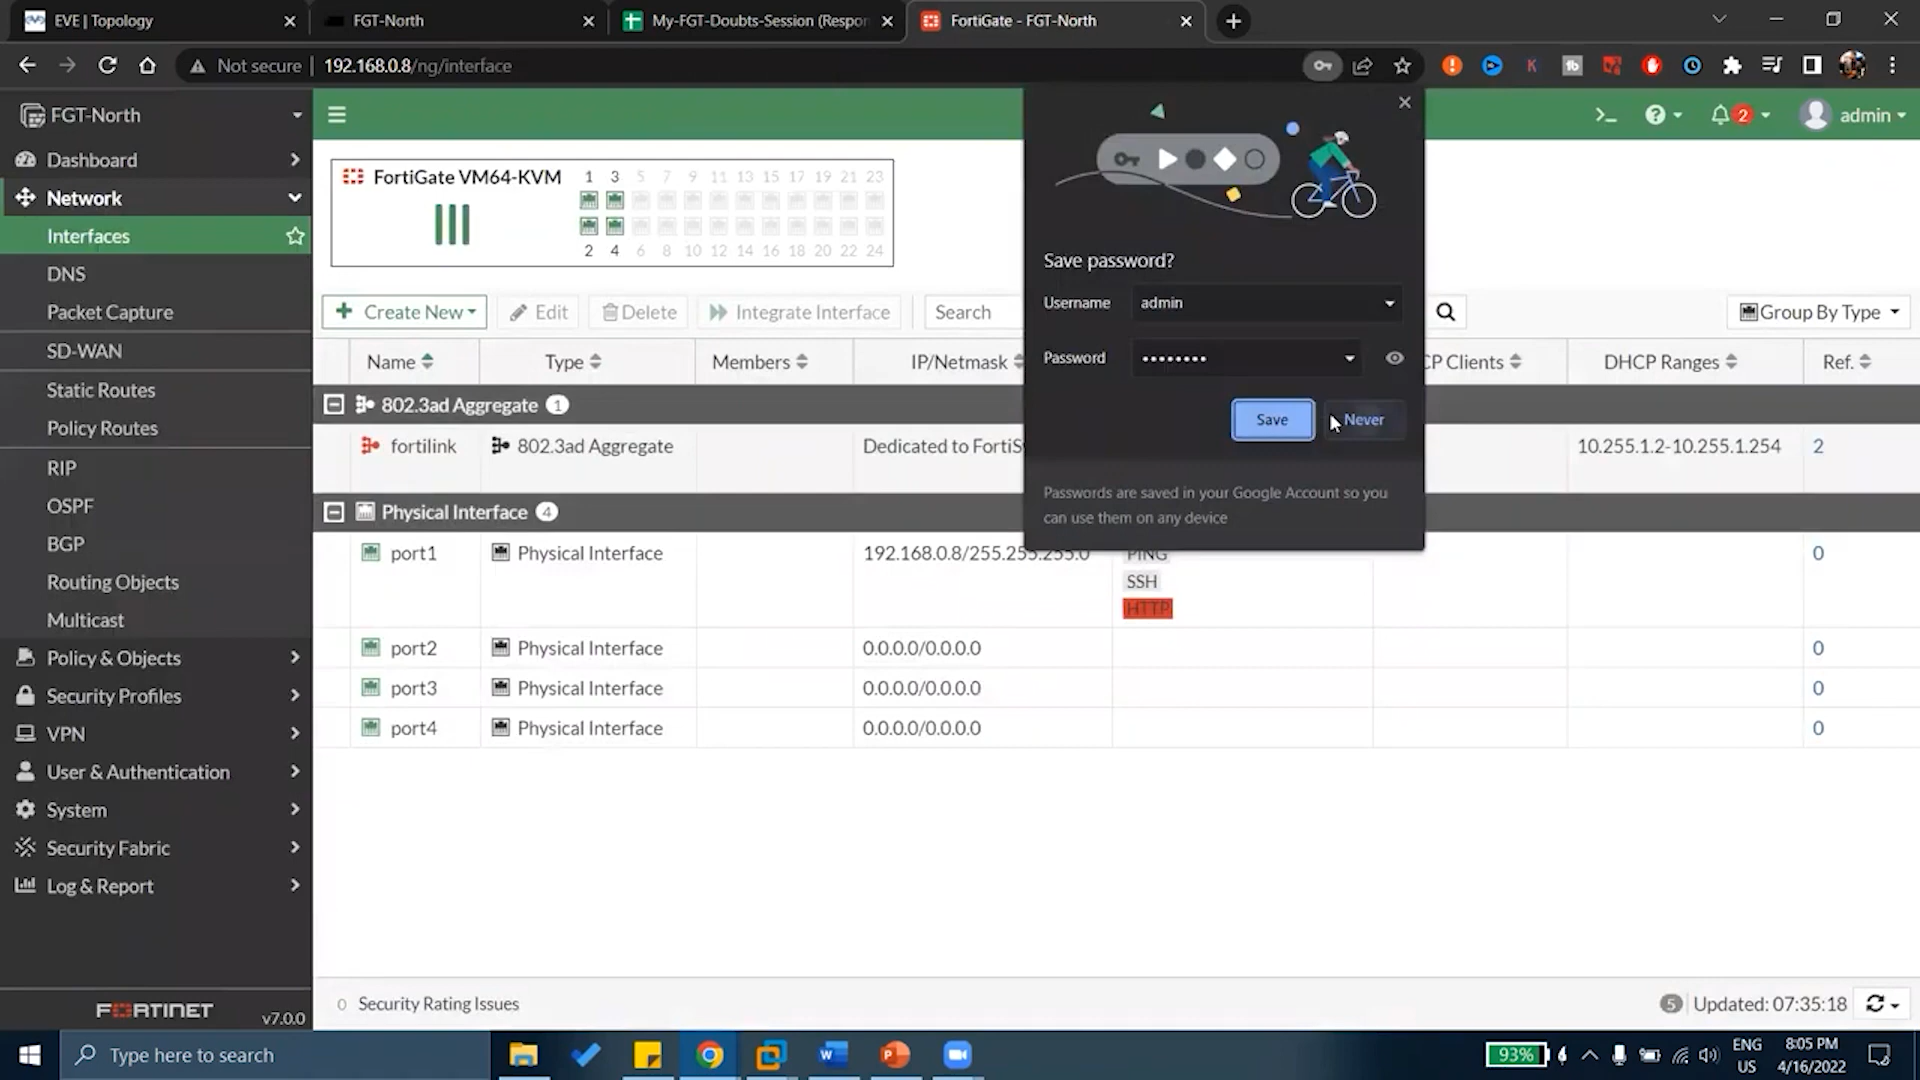 EVE | Topology
FGT-North
My-FGT-Doubts-Session (Respor
FortiGate - FGT-North
Not secure
192.168.0.8/ng/interface
FGT-North
admin
2
Dashboard
Network
Interfaces
DNS
Packet Capture
SD-WAN
Static Routes
Policy Routes
RIP
OSPF
BGP
Routing Objects
Multicast
Policy & Objects
Security Profiles
VPN
User & Authentication
System
Security Fabric
Log & Report
FORTINET v7.0.0
FortiGate VM64-KVM
1 3 5 7 9 11 13 15 17 19 21 23
2 4 6 8 10 12 14 16 18 20 22 24
Create New
Edit
Delete
Integrate Interface
Search
Group By Type
Name Type Members IP/Netmask CP Clients DHCP Ranges Ref.
802.3ad Aggregate 1
fortilink 802.3ad Aggregate Dedicated to FortiS 10.255.1.2-10.255.1.254 2
Physical Interface 4
port1 Physical Interface 192.168.0.8/255.255.255.0 PING 0
SSH
HTTP
port2 Physical Interface 0.0.0.0/0.0.0.0 0
port3 Physical Interface 0.0.0.0/0.0.0.0 0
port4 Physical Interface 0.0.0.0/0.0.0.0 0
Save password?
Username admin
Password ••••••••
Save
Never
Passwords are saved in your Google Account so you
can use them on any device
0 Security Rating Issues
5 Updated: 07:35:18
Type here to search
93%
ENG
US
8:05 PM
4/16/2022